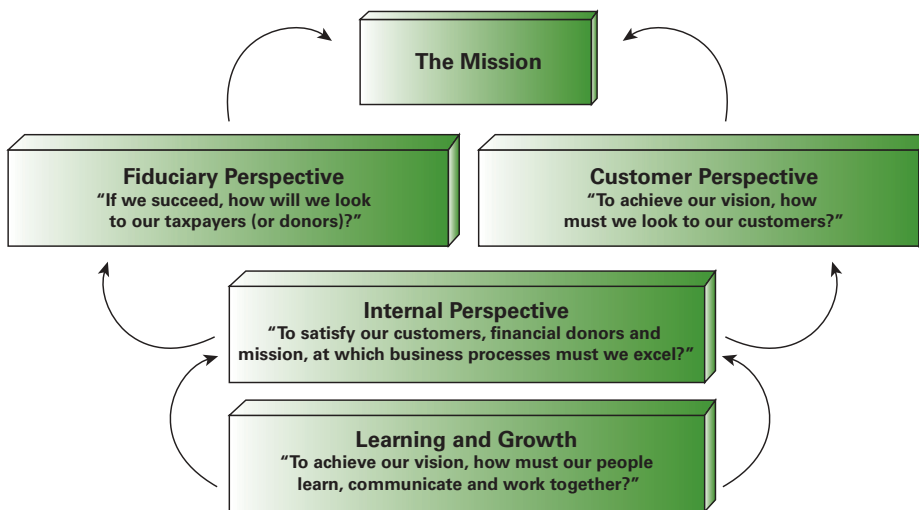 The Mission
Fiduciary Perspective
“If we succeed, how will we look
to our taxpayers (or donors)?”
Customer Perspective
“To achieve our vision, how
must we look to our customers?”
Internal Perspective
“To satisfy our customers, financial donors and
mission, at which business processes must we excel?”
Learning and Growth
“To achieve our vision, how must our people
learn, communicate and work together?”